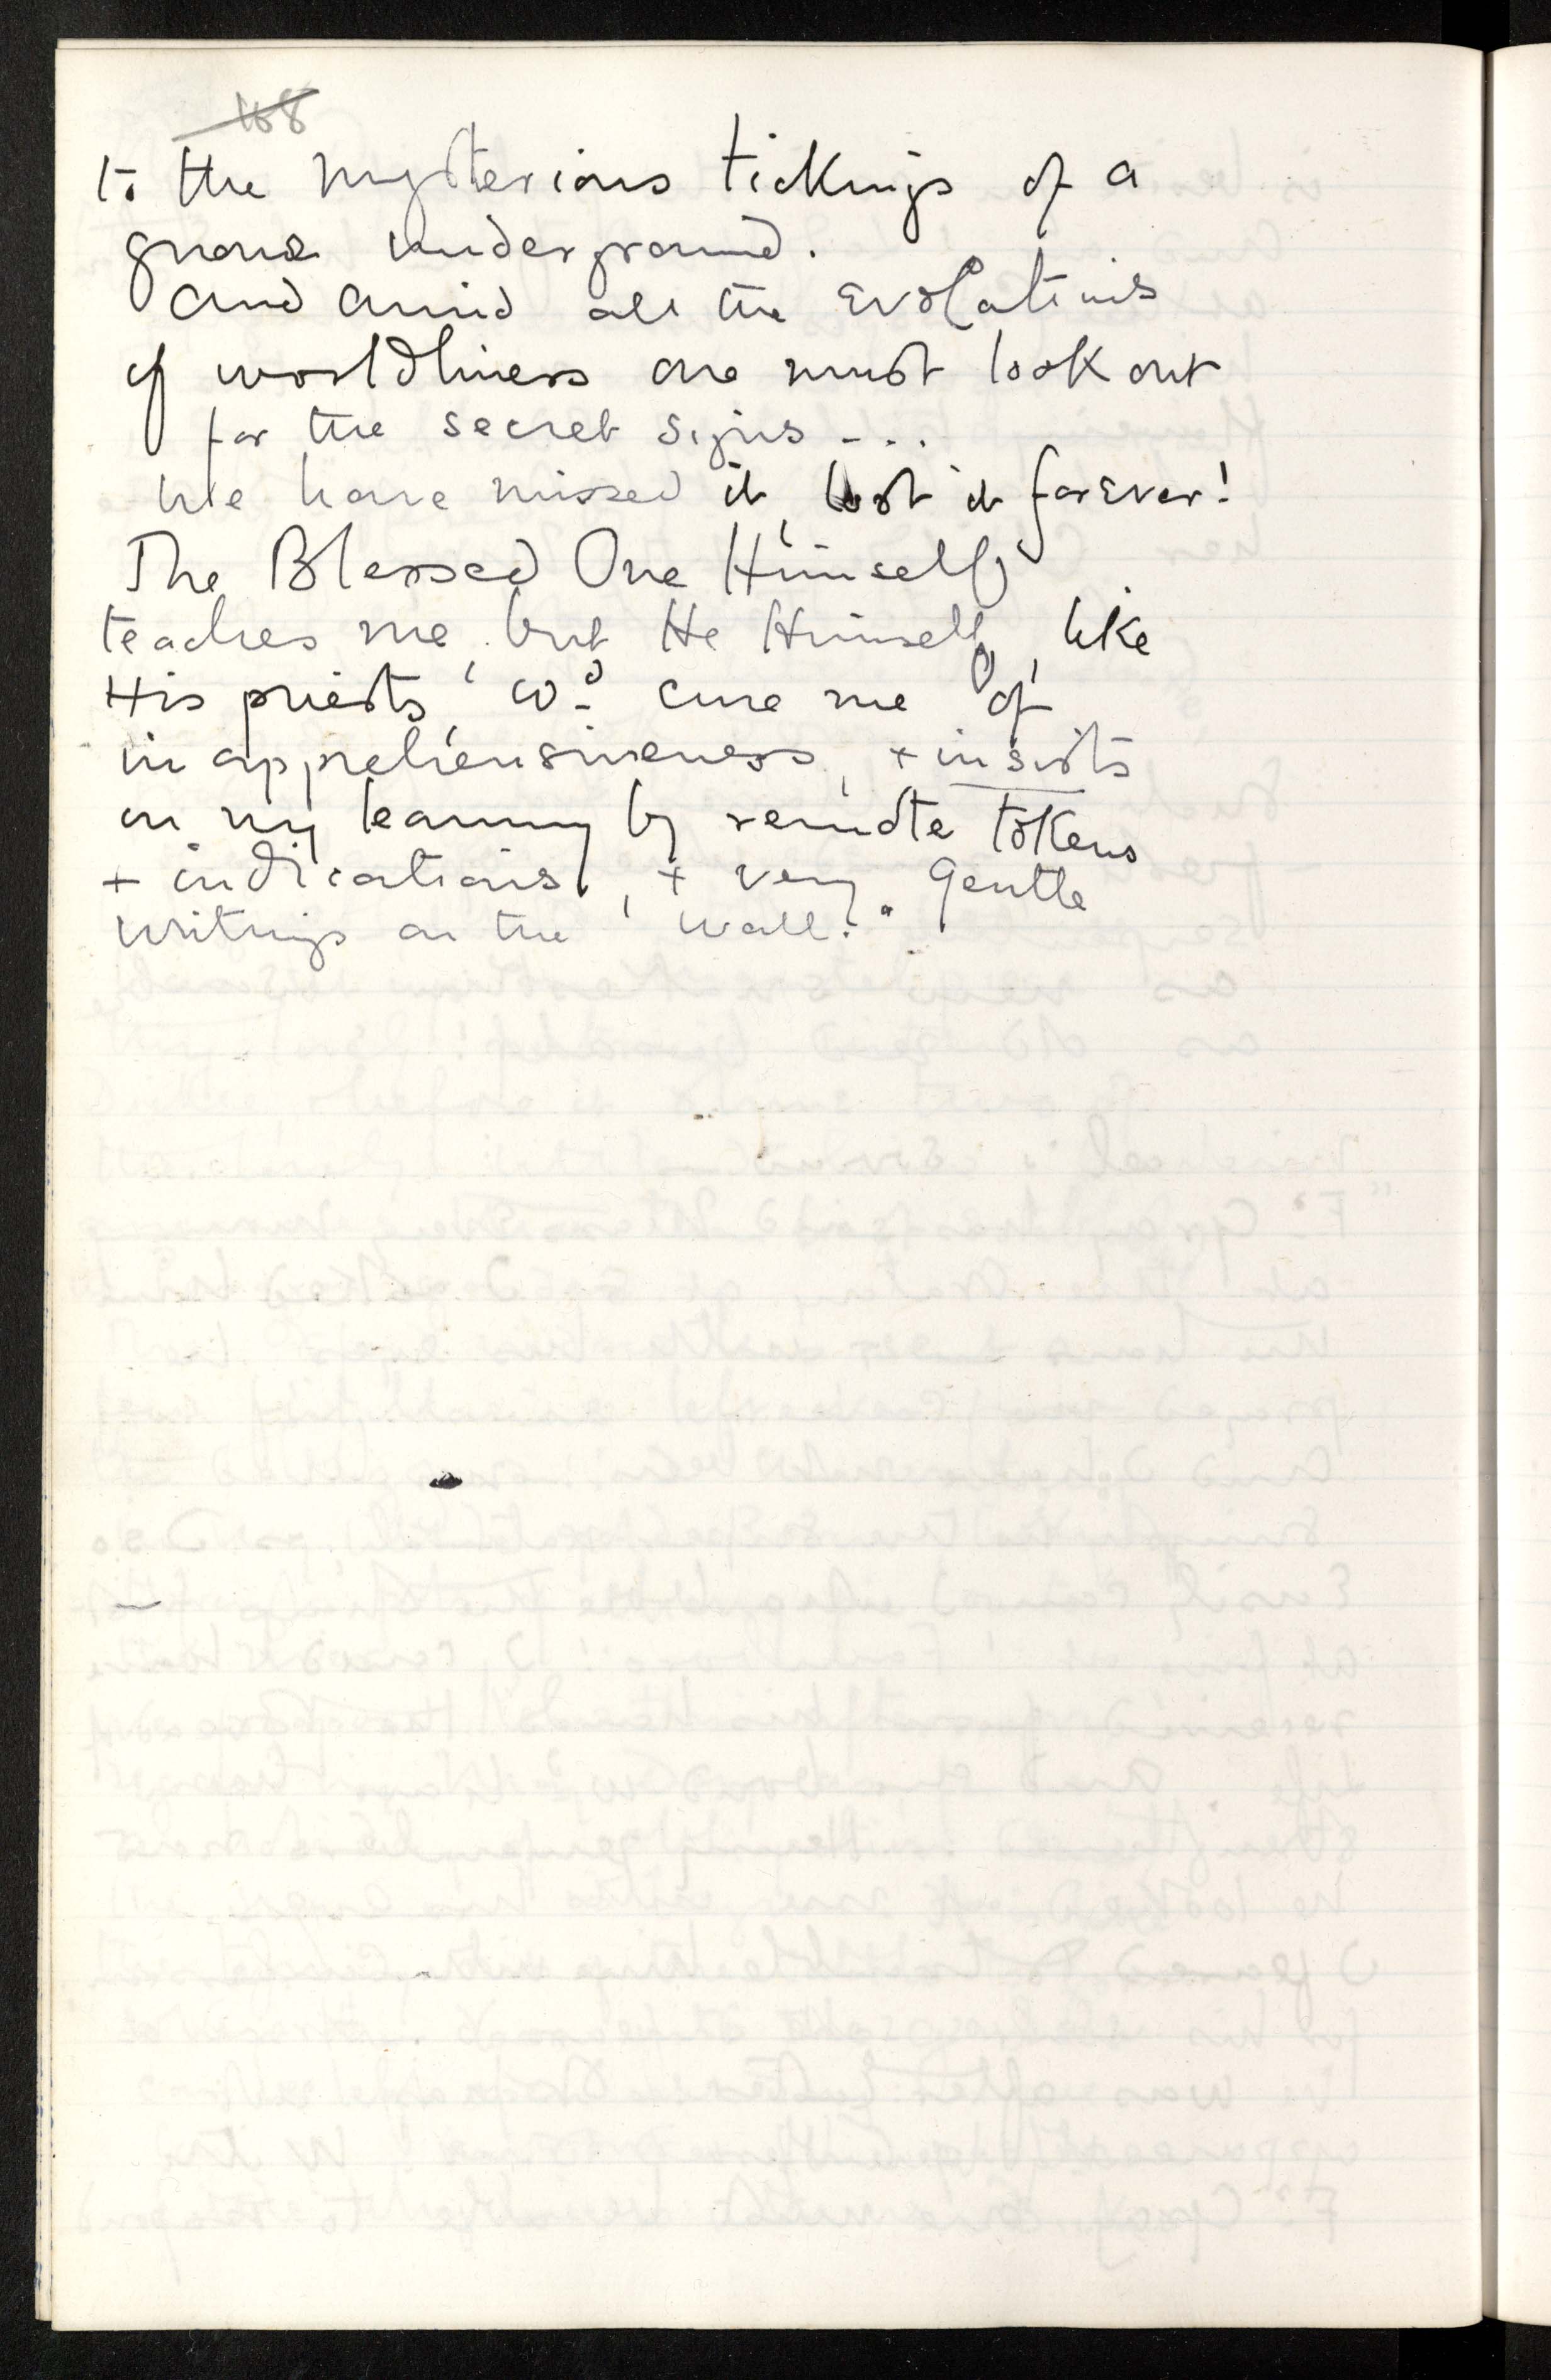 168
to the mysterious tickings of a
gnome underground.
and amid all the evolutions
of worldliness one must look out
for the secret signs ...
We have missed it, lost it forever!
The Blessed One Himself
teaches me, but He Himself, like
His priests, wd cure me of
inapprehensiveness, + insists
on my learning by remote tokens
+ indications, + very gentle
writings on the wall.